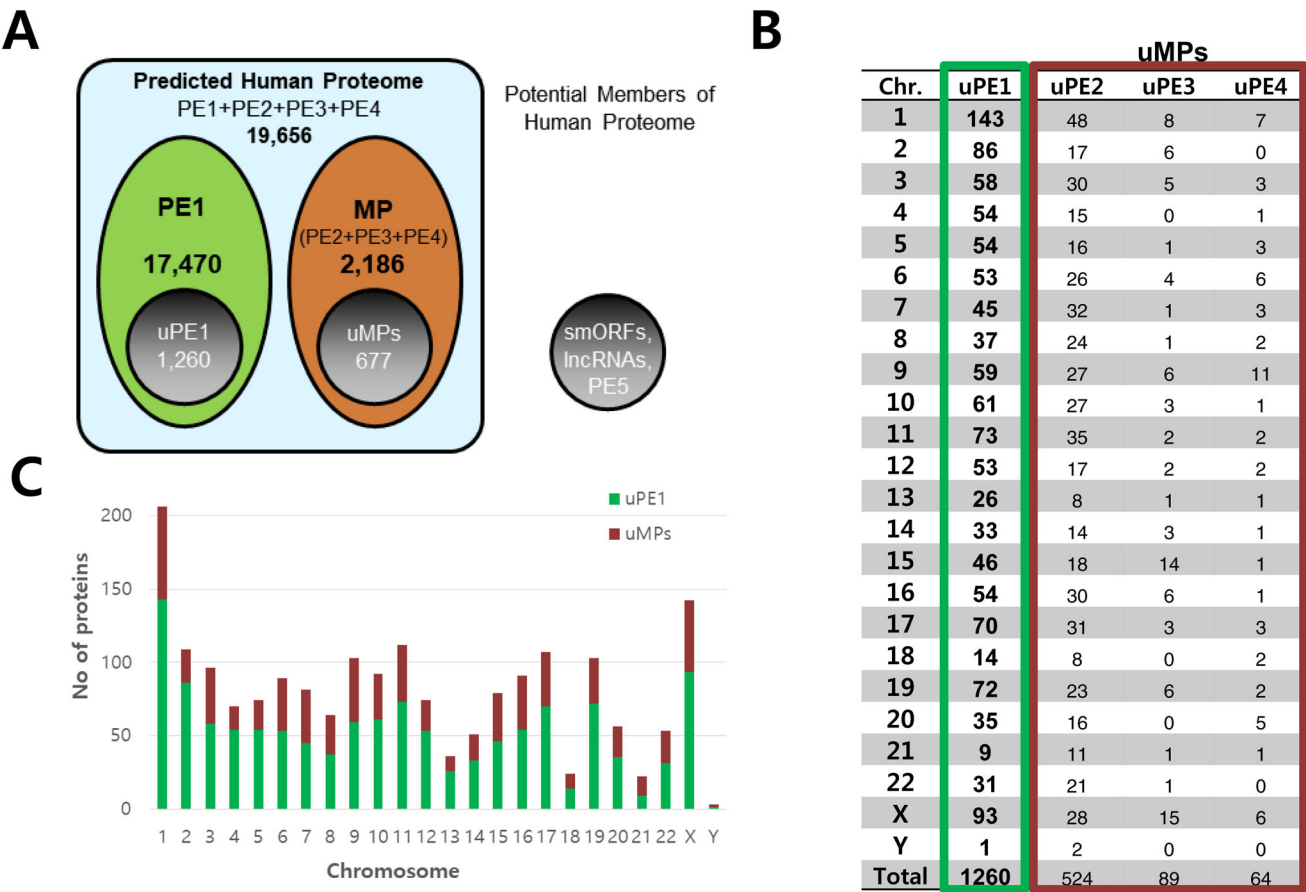 A
Predicted Human Proteome
PE1+PE2+PE3+PE4
19,656
PE1
17,470
uPE1
1,260
MP
(PE2+PE3+PE4)
2,186
uMPs
677
Potential Members of
Human Proteome
smORFs,
lncRNAs,
PE5
B
uMPs
Chr. uPE1 uPE2 uPE3 uPE4
1 143 48 8 7
2 86 17 6 0
3 58 30 5 3
4 54 15 0 1
5 54 16 1 3
6 53 26 4 6
7 45 32 1 3
8 37 24 1 2
9 59 27 6 11
10 61 27 3 1
11 73 35 2 2
12 53 17 2 2
13 26 8 1 1
14 33 14 3 1
15 46 18 14 1
16 54 30 6 1
17 70 31 3 3
18 14 8 0 2
19 72 23 6 2
20 35 16 0 5
21 9 11 1 1
22 31 21 1 0
X 93 28 15 6
Y 1 2 0 0
Total 1260 524 89 64
C
uPE1
uMPs
No of proteins
200
150
100
50
0
1 2 3 4 5 6 7 8 9 10 11 12 13 14 15 16 17 18 19 20 21 22 X Y
Chromosome